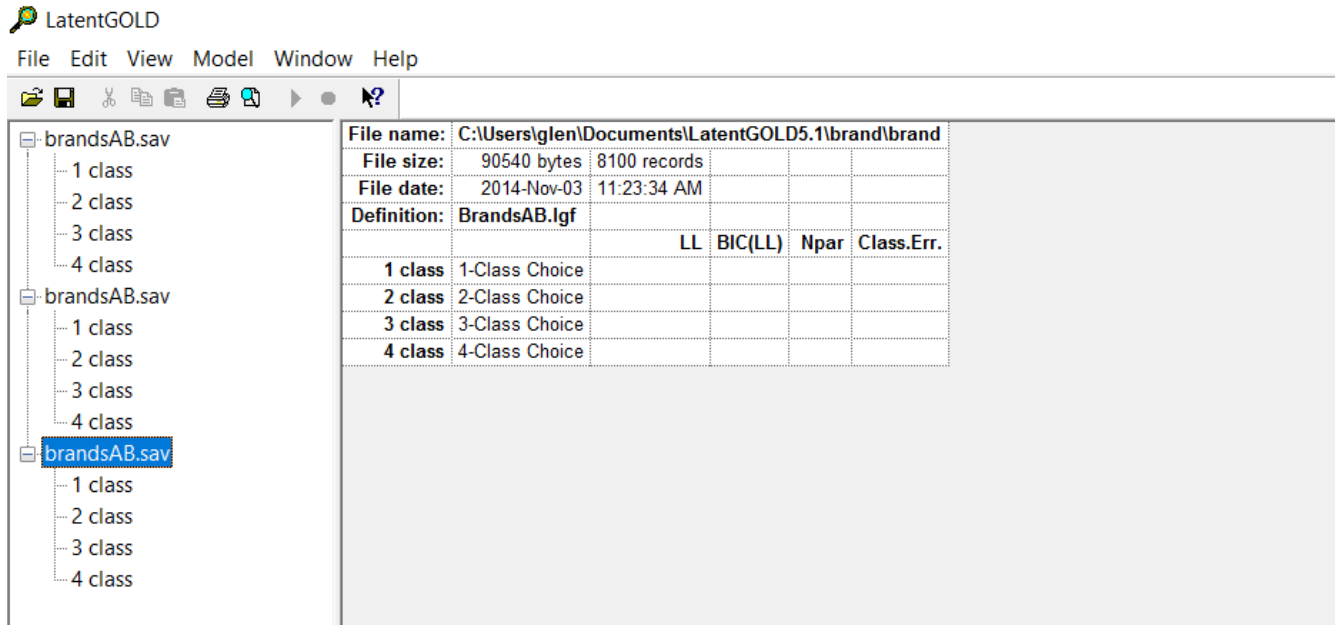 LatentGOLD
File Edit View Model Window Help
brandsAB.sav
1 class
2 class
3 class
4 class
brandsAB.sav
1 class
2 class
3 class
4 class
brandsAB.sav
1 class
2 class
3 class
4 class
File name: C:\Users\glen\Documents\LatentGOLD5.1\brand\brand
File size: 90540 bytes 8100 records
File date: 2014-Nov-03 11:23:34 AM
Definition: BrandsAB.lgf
LL BIC(LL) Npar Class.Err.
1 class 1-Class Choice
2 class 2-Class Choice
3 class 3-Class Choice
4 class 4-Class Choice